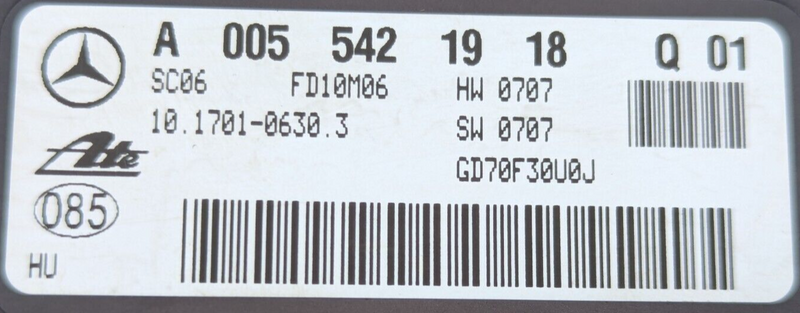 A 005 542 19 18 Q 01
SC06 FD10M06 HW 0707
10.1701-0630.3 SW 0707
Ate GD70F30U0J
085
HU